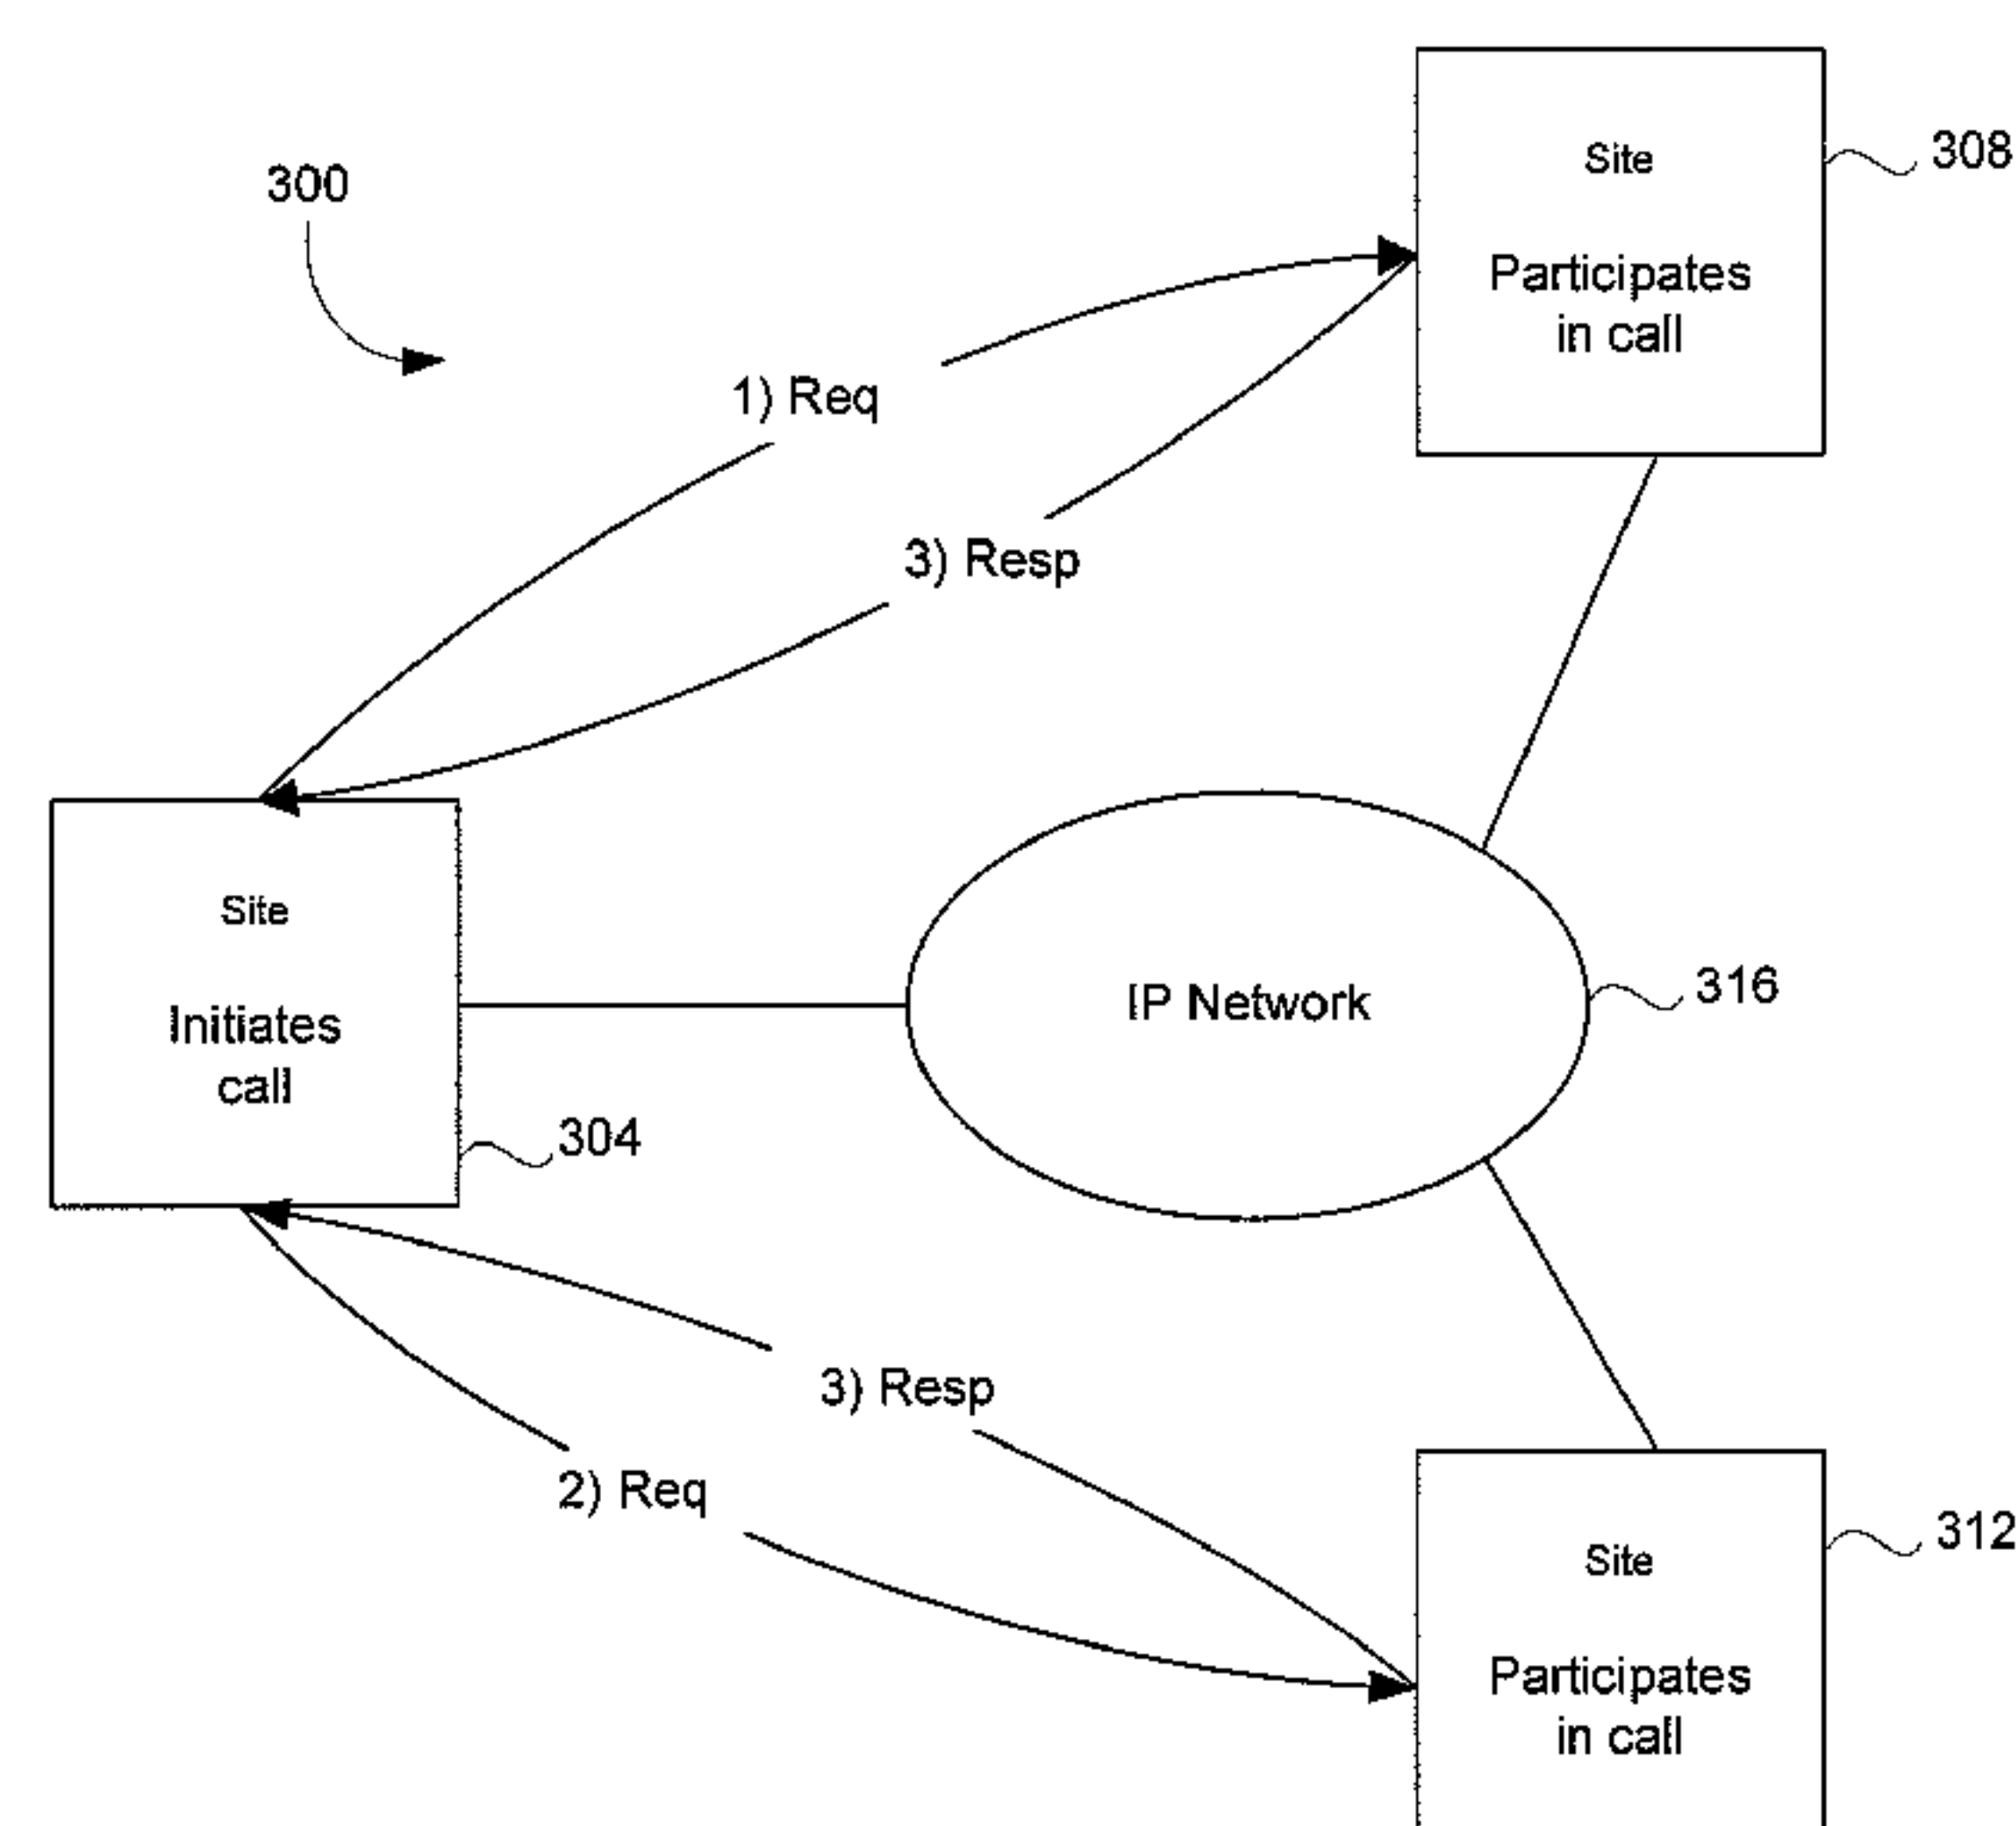 300
Site
Participates
in call
308
1) Req
3) Resp
Site
Initiates
call
304
IP Network
316
3) Resp
2) Req
Site
Participates
in call
312